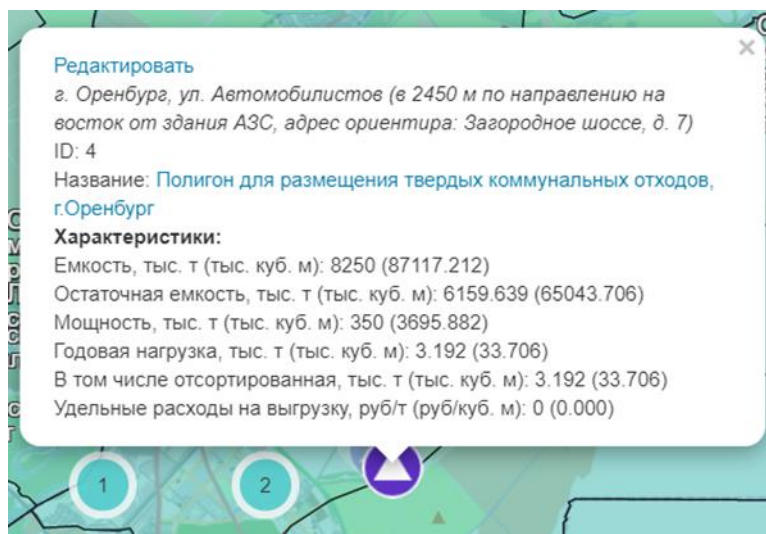 Редактировать
г. Оренбург, ул. Автомобилистов (в 2450 м по направлению на
восток от здания АЗС, адрес ориентира: Загородное шоссе, д. 7)
ID: 4
Название: Полигон для размещения твердых коммунальных отходов,
г.Оренбург
Характеристики:
Емкость, тыс. т (тыс. куб. м): 8250 (87117.212)
Остаточная емкость, тыс. т (тыс. куб. м): 6159.639 (65043.706)
Мощность, тыс. т (тыс. куб. м): 350 (3695.882)
Годовая нагрузка, тыс. т (тыс. куб. м): 3.192 (33.706)
В том числе отсортированная, тыс. т (тыс. куб. м): 3.192 (33.706)
Удельные расходы на выгрузку, руб/т (руб/куб. м): 0 (0.000)
1
2